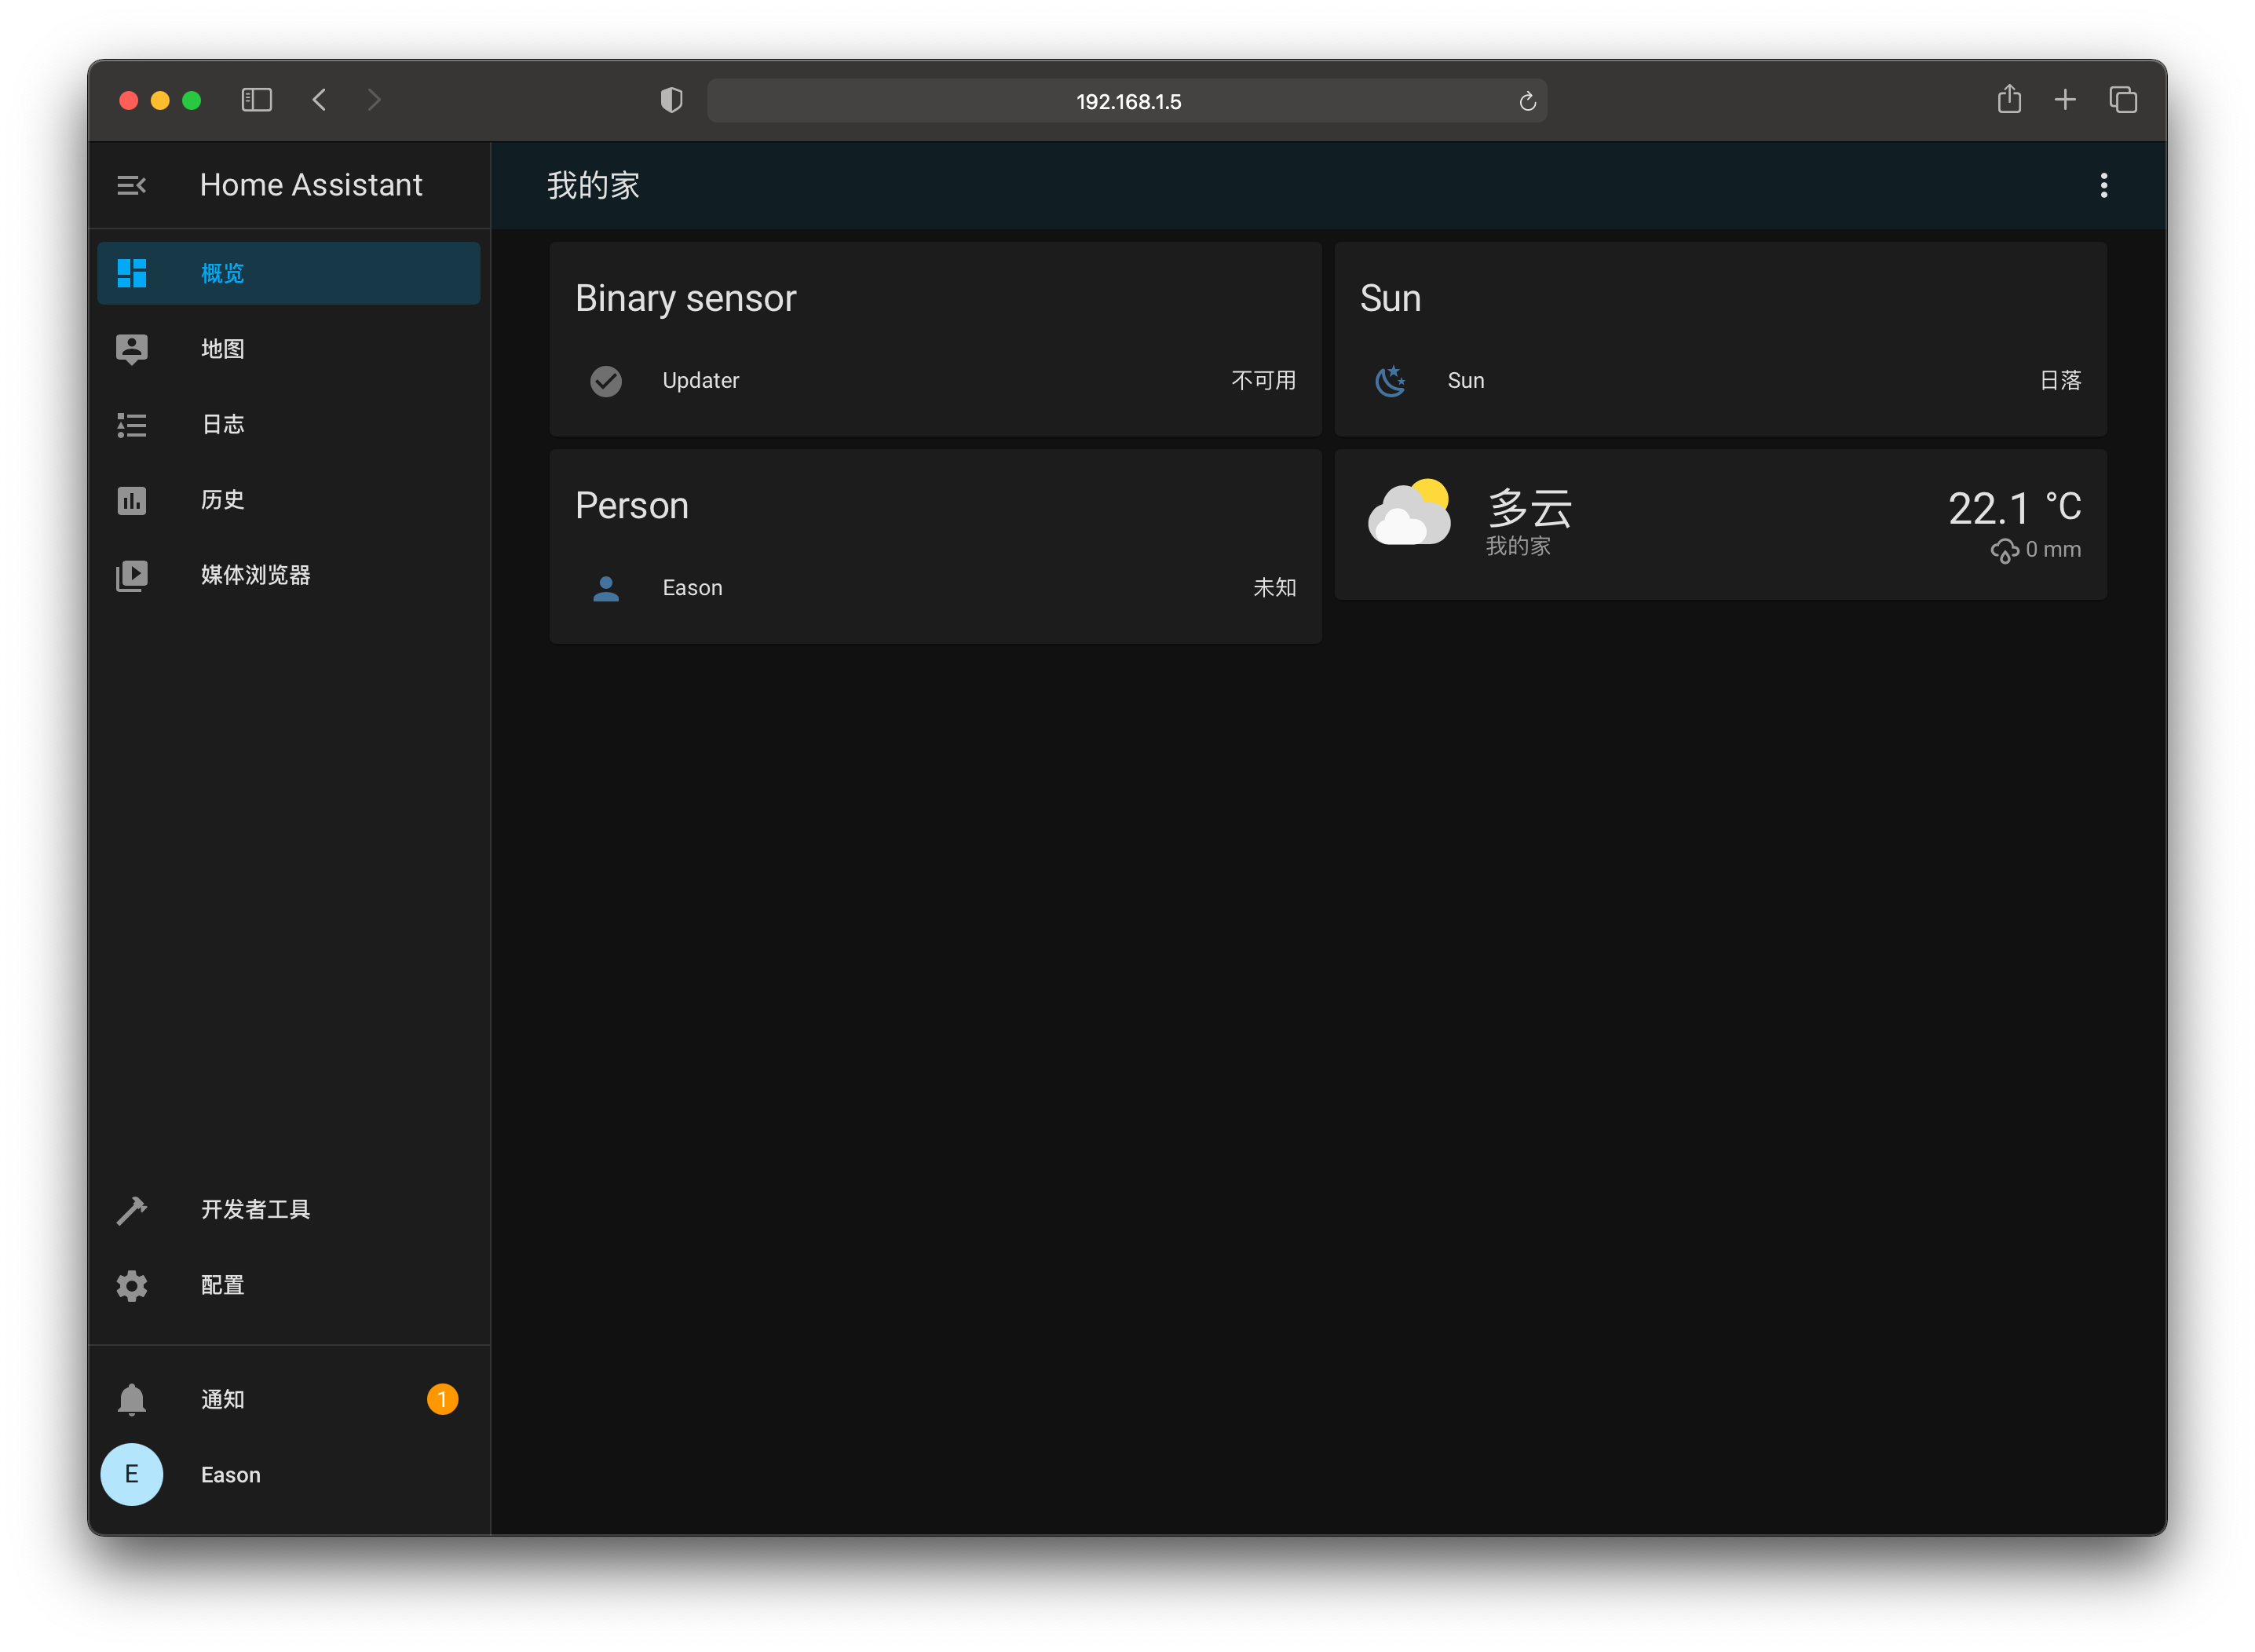 192.168.1.5
Home Assistant
我的家
概览
地图
日志
历史
媒体浏览器
开发者工具
配置
通知
1
E
Eason
Binary sensor
Updater
不可用
Sun
Sun
日落
Person
Eason
未知
多云
我的家
22.1 °C
0 mm